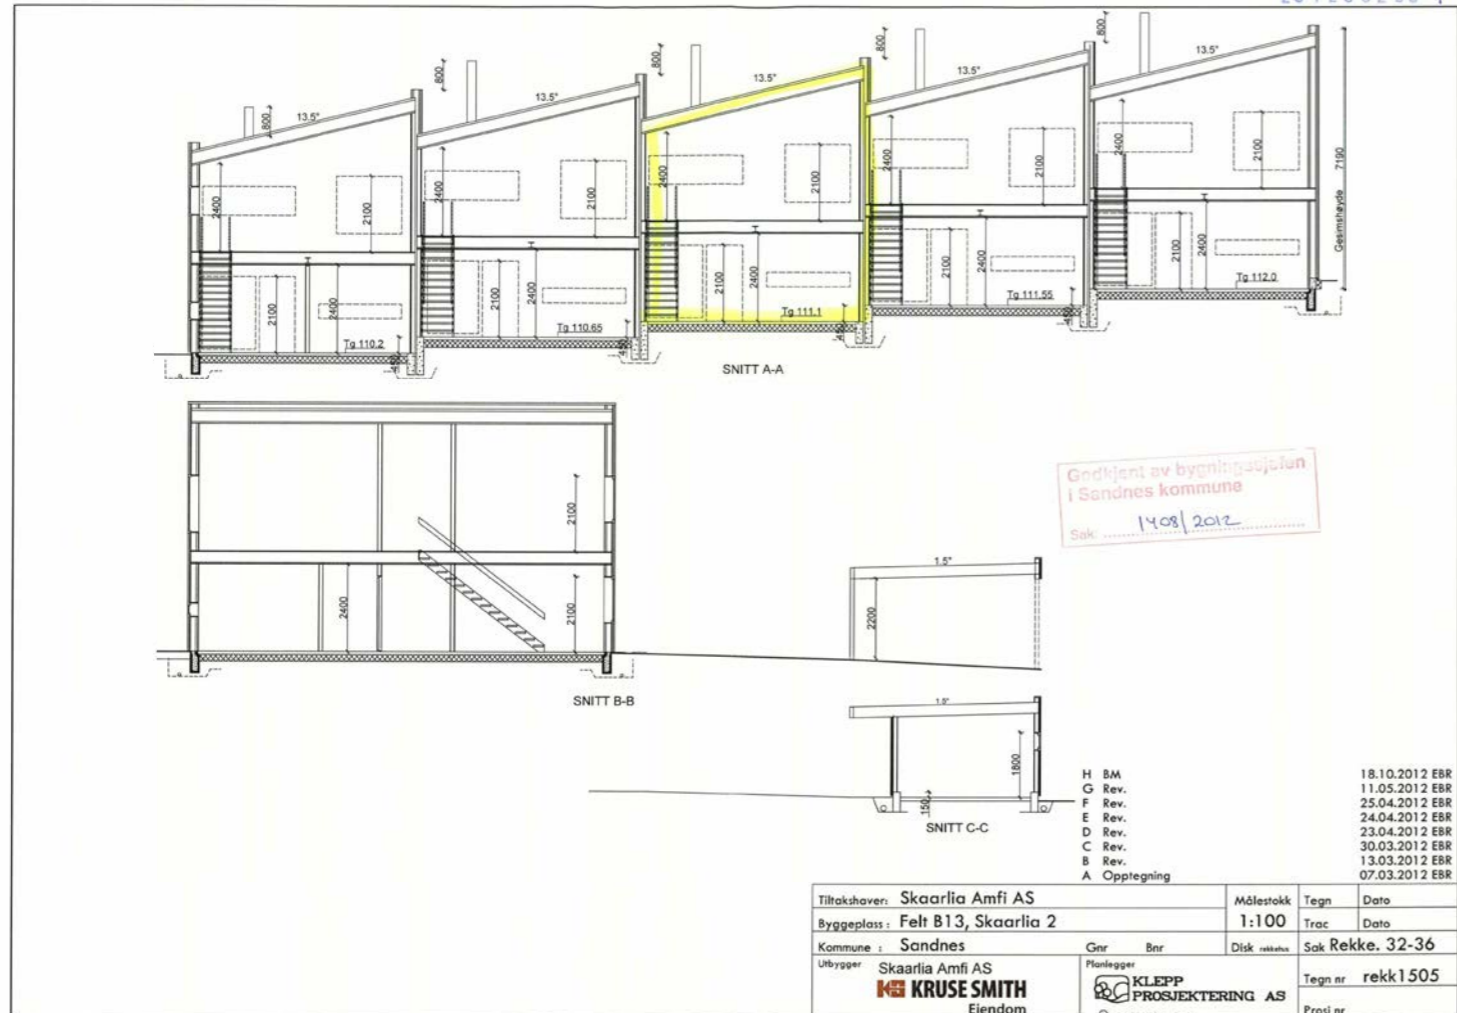 800
13.5°
800
13.5°
800
13.5°
800
13.5°
800
13.5°
2400
2100
2400
2100
2400
2100
2400
2100
2400
2100
Gesimshøyde 7190
2100
2400
Tg 110.2
450
2100
2400
Tg 110.65
450
2100
2400
Tg 111.1
450
2100
2400
Tg 111.55
450
2100
2400
Tg 112.0
SNITT A-A
2100
2400
2100
SNITT B-B
Godkjent av bygningssjefen
i Sandnes kommune
Sak: 1408/2012
1.5°
2200
1.5°
1800
150
SNITT C-C
H BM 18.10.2012 EBR
G Rev. 11.05.2012 EBR
F Rev. 25.04.2012 EBR
E Rev. 24.04.2012 EBR
D Rev. 23.04.2012 EBR
C Rev. 30.03.2012 EBR
B Rev. 13.03.2012 EBR
A Opptegning 07.03.2012 EBR
Tiltakshaver: Skaarlia Amfi AS Målestokk Tegn Dato
Byggeplass: Felt B13, Skaarlia 2 1:100 Trac Dato
Kommune : Sandnes Gnr Bnr Disk rekkehus Sak Rekke. 32-36
Utbygger Skaarlia Amfi AS
KRUSE SMITH
Eiendom
Planlegger
KLEPP
PROSJEKTERING AS
Tegn nr rekk1505
Prosj nr